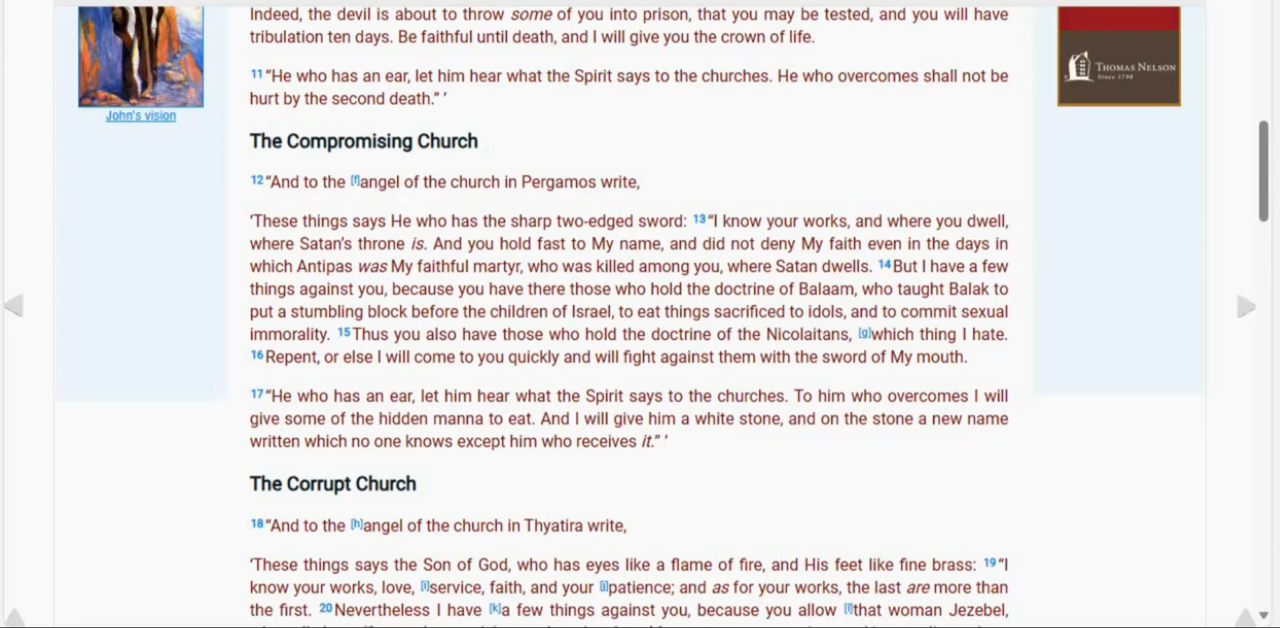 Indeed, the devil is about to throw some of you into prison, that you may be tested, and you will have
tribulation ten days. Be faithful until death, and I will give you the crown of life.
11 “He who has an ear, let him hear what the Spirit says to the churches. He who overcomes shall not be
hurt by the second death.” ’
John's vision
THOMAS NELSON
Since 1798
The Compromising Church
12 “And to the [f]angel of the church in Pergamos write,
‘These things says He who has the sharp two-edged sword: 13 “I know your works, and where you dwell,
where Satan’s throne is. And you hold fast to My name, and did not deny My faith even in the days in
which Antipas was My faithful martyr, who was killed among you, where Satan dwells. 14 But I have a few
things against you, because you have there those who hold the doctrine of Balaam, who taught Balak to
put a stumbling block before the children of Israel, to eat things sacrificed to idols, and to commit sexual
immorality. 15 Thus you also have those who hold the doctrine of the Nicolaitans, [g]which thing I hate.
16 Repent, or else I will come to you quickly and will fight against them with the sword of My mouth.
17 “He who has an ear, let him hear what the Spirit says to the churches. To him who overcomes I will
give some of the hidden manna to eat. And I will give him a white stone, and on the stone a new name
written which no one knows except him who receives it.” ’
The Corrupt Church
18 “And to the [h]angel of the church in Thyatira write,
‘These things says the Son of God, who has eyes like a flame of fire, and His feet like fine brass: 19 “I
know your works, love, [i]service, faith, and your [j]patience; and as for your works, the last are more than
the first. 20 Nevertheless I have [k]a few things against you, because you allow [l]that woman Jezebel,